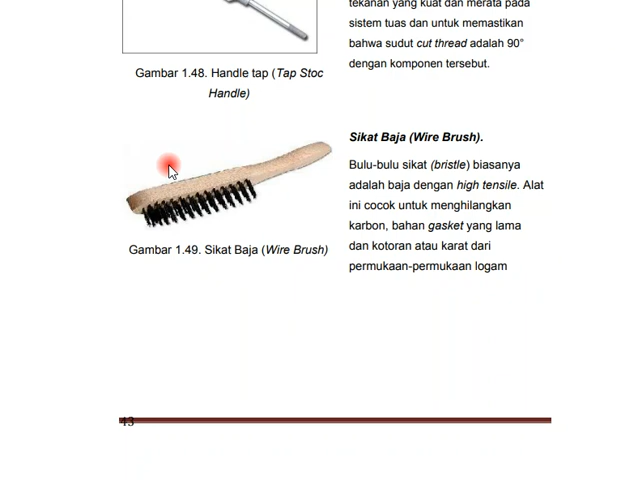 tekanan yang kuat dan merata pada
sistem tuas dan untuk memastikan
bahwa sudut cut thread adalah 90°
dengan komponen tersebut.
Gambar 1.48. Handle tap (Tap Stoc
Handle)
Sikat Baja (Wire Brush).
Bulu-bulu sikat (bristle) biasanya
adalah baja dengan high tensile. Alat
ini cocok untuk menghilangkan
karbon, bahan gasket yang lama
dan kotoran atau karat dari
permukaan-permukaan logam
Gambar 1.49. Sikat Baja (Wire Brush)
43